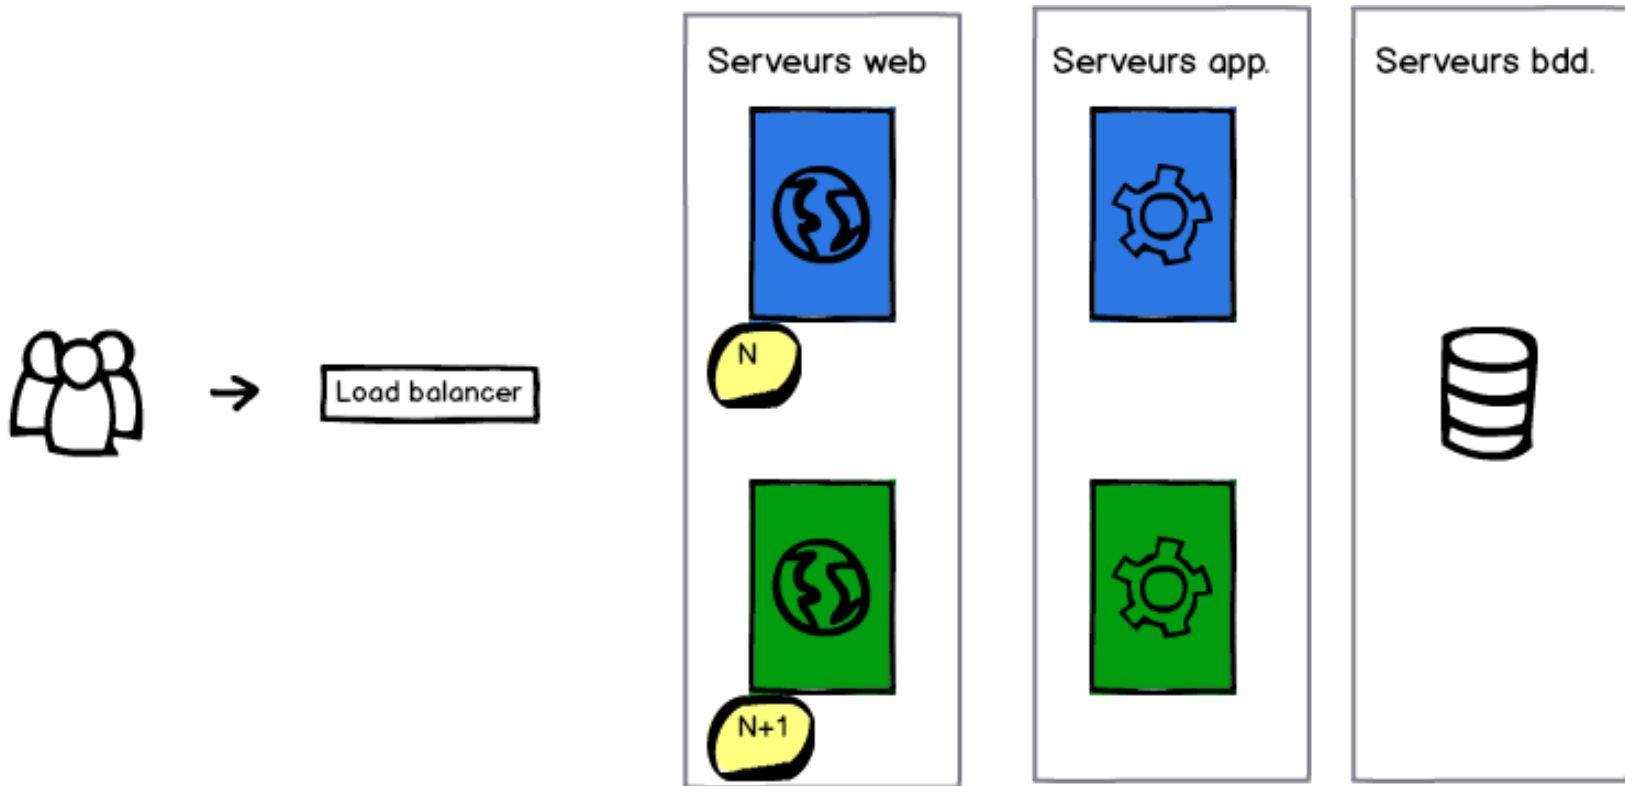 Serveurs web
Serveurs app.
Serveurs bdd.
N
Load balancer
N+1